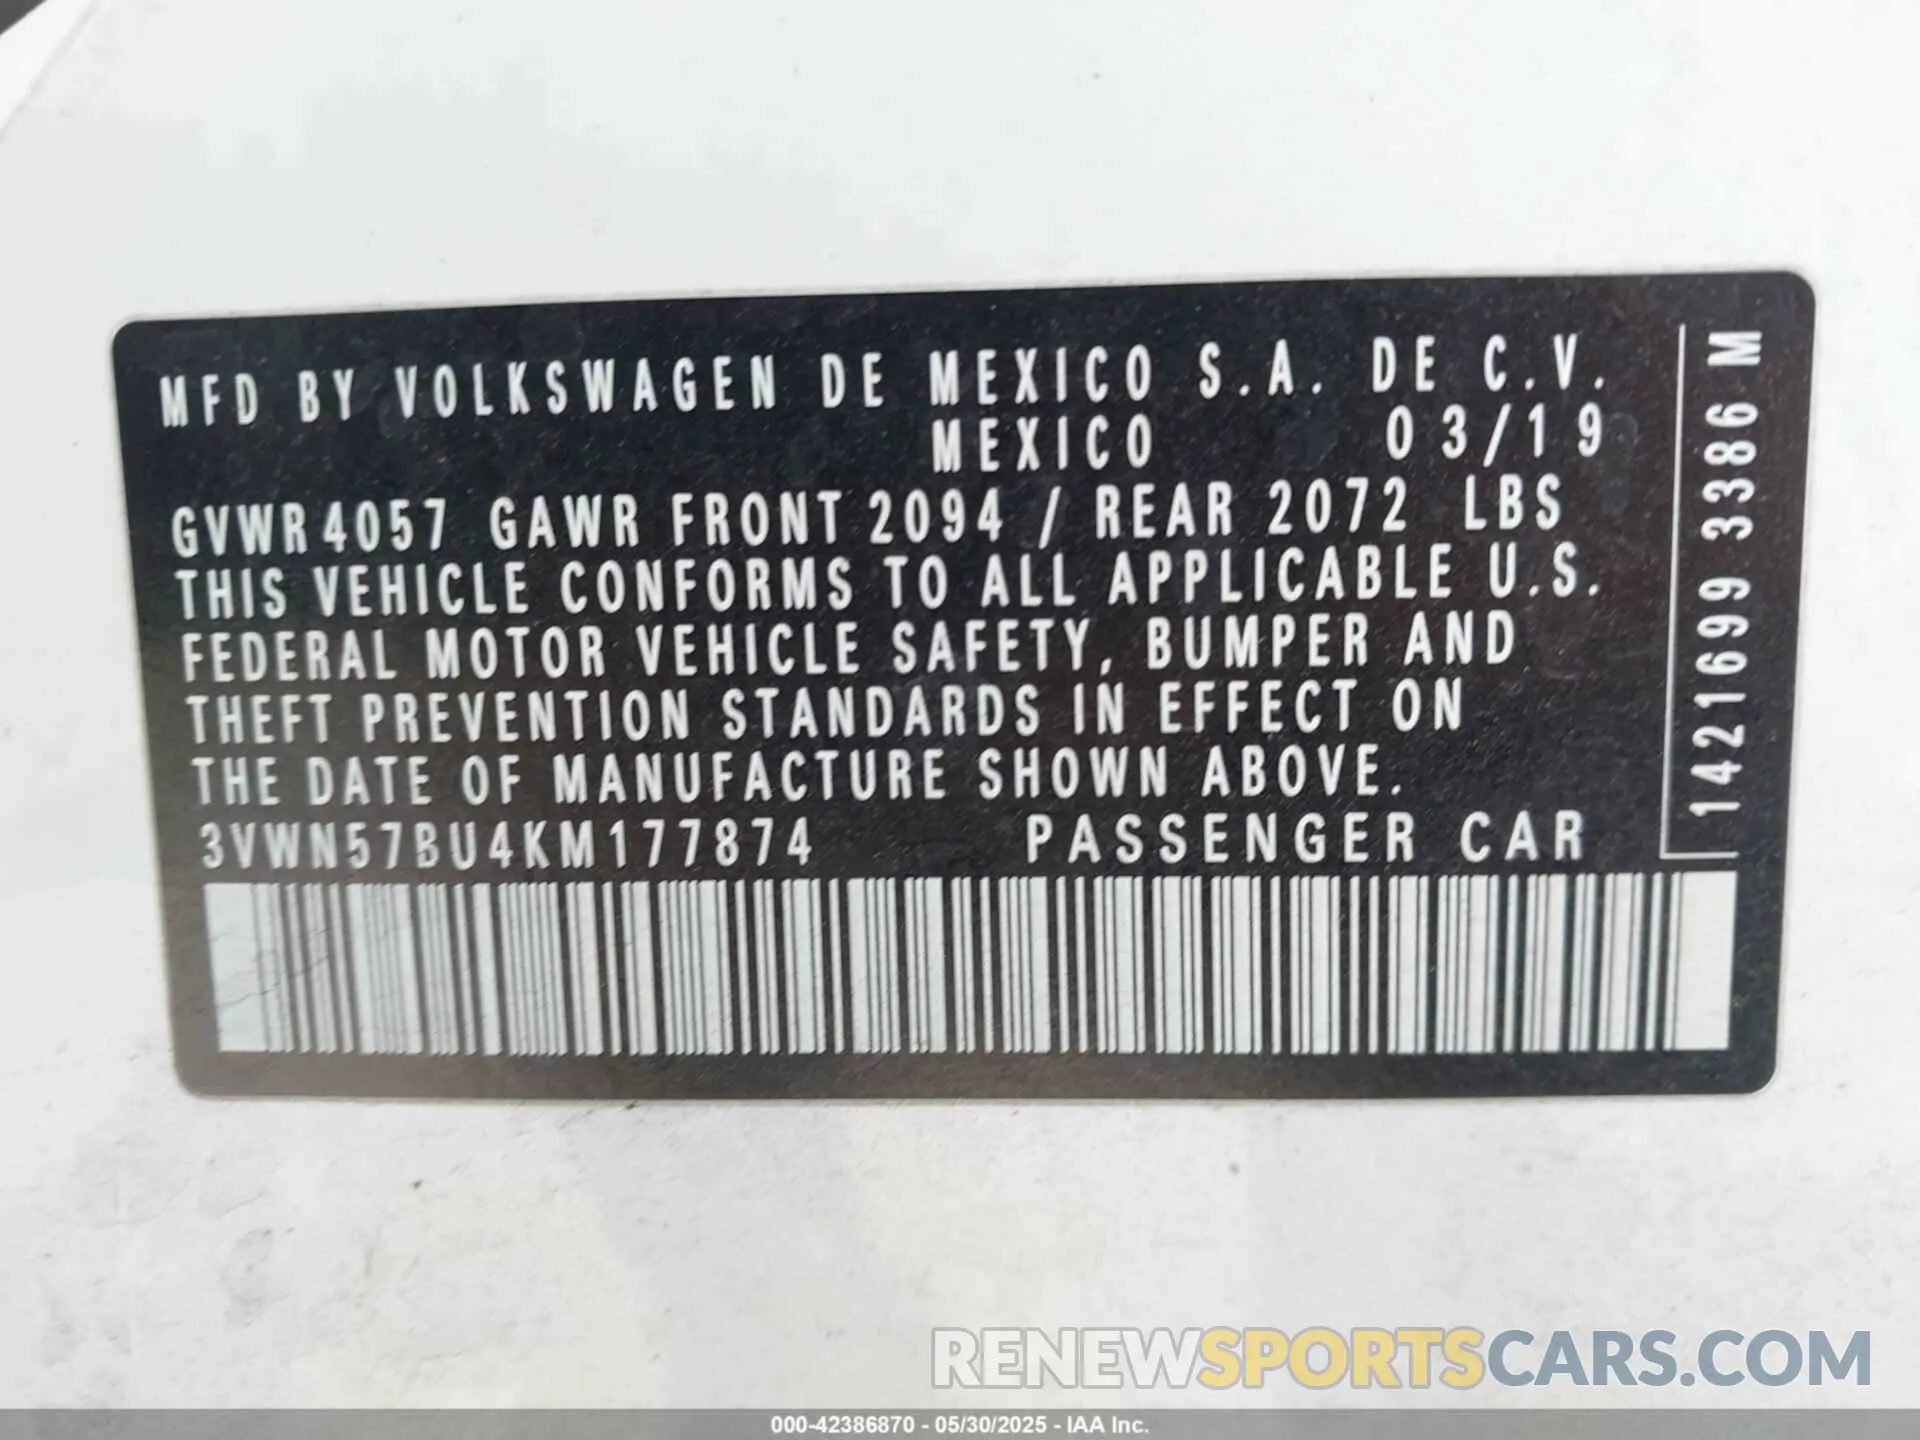 MFD BY VOLKSWAGEN DE MEXICO S.A. DE C.V.
MEXICO 03/19
GVWR 4057 GAWR FRONT 2094 / REAR 2072 LBS
THIS VEHICLE CONFORMS TO ALL APPLICABLE U.S.
FEDERAL MOTOR VEHICLE SAFETY, BUMPER AND
THEFT PREVENTION STANDARDS IN EFFECT ON
THE DATE OF MANUFACTURE SHOWN ABOVE.
3VWN57BU4KM177874 PASSENGER CAR
1421699 3386 M
RENEWSPORTSCARS.COM
000-42386870 - 05/30/2025 - IAA Inc.